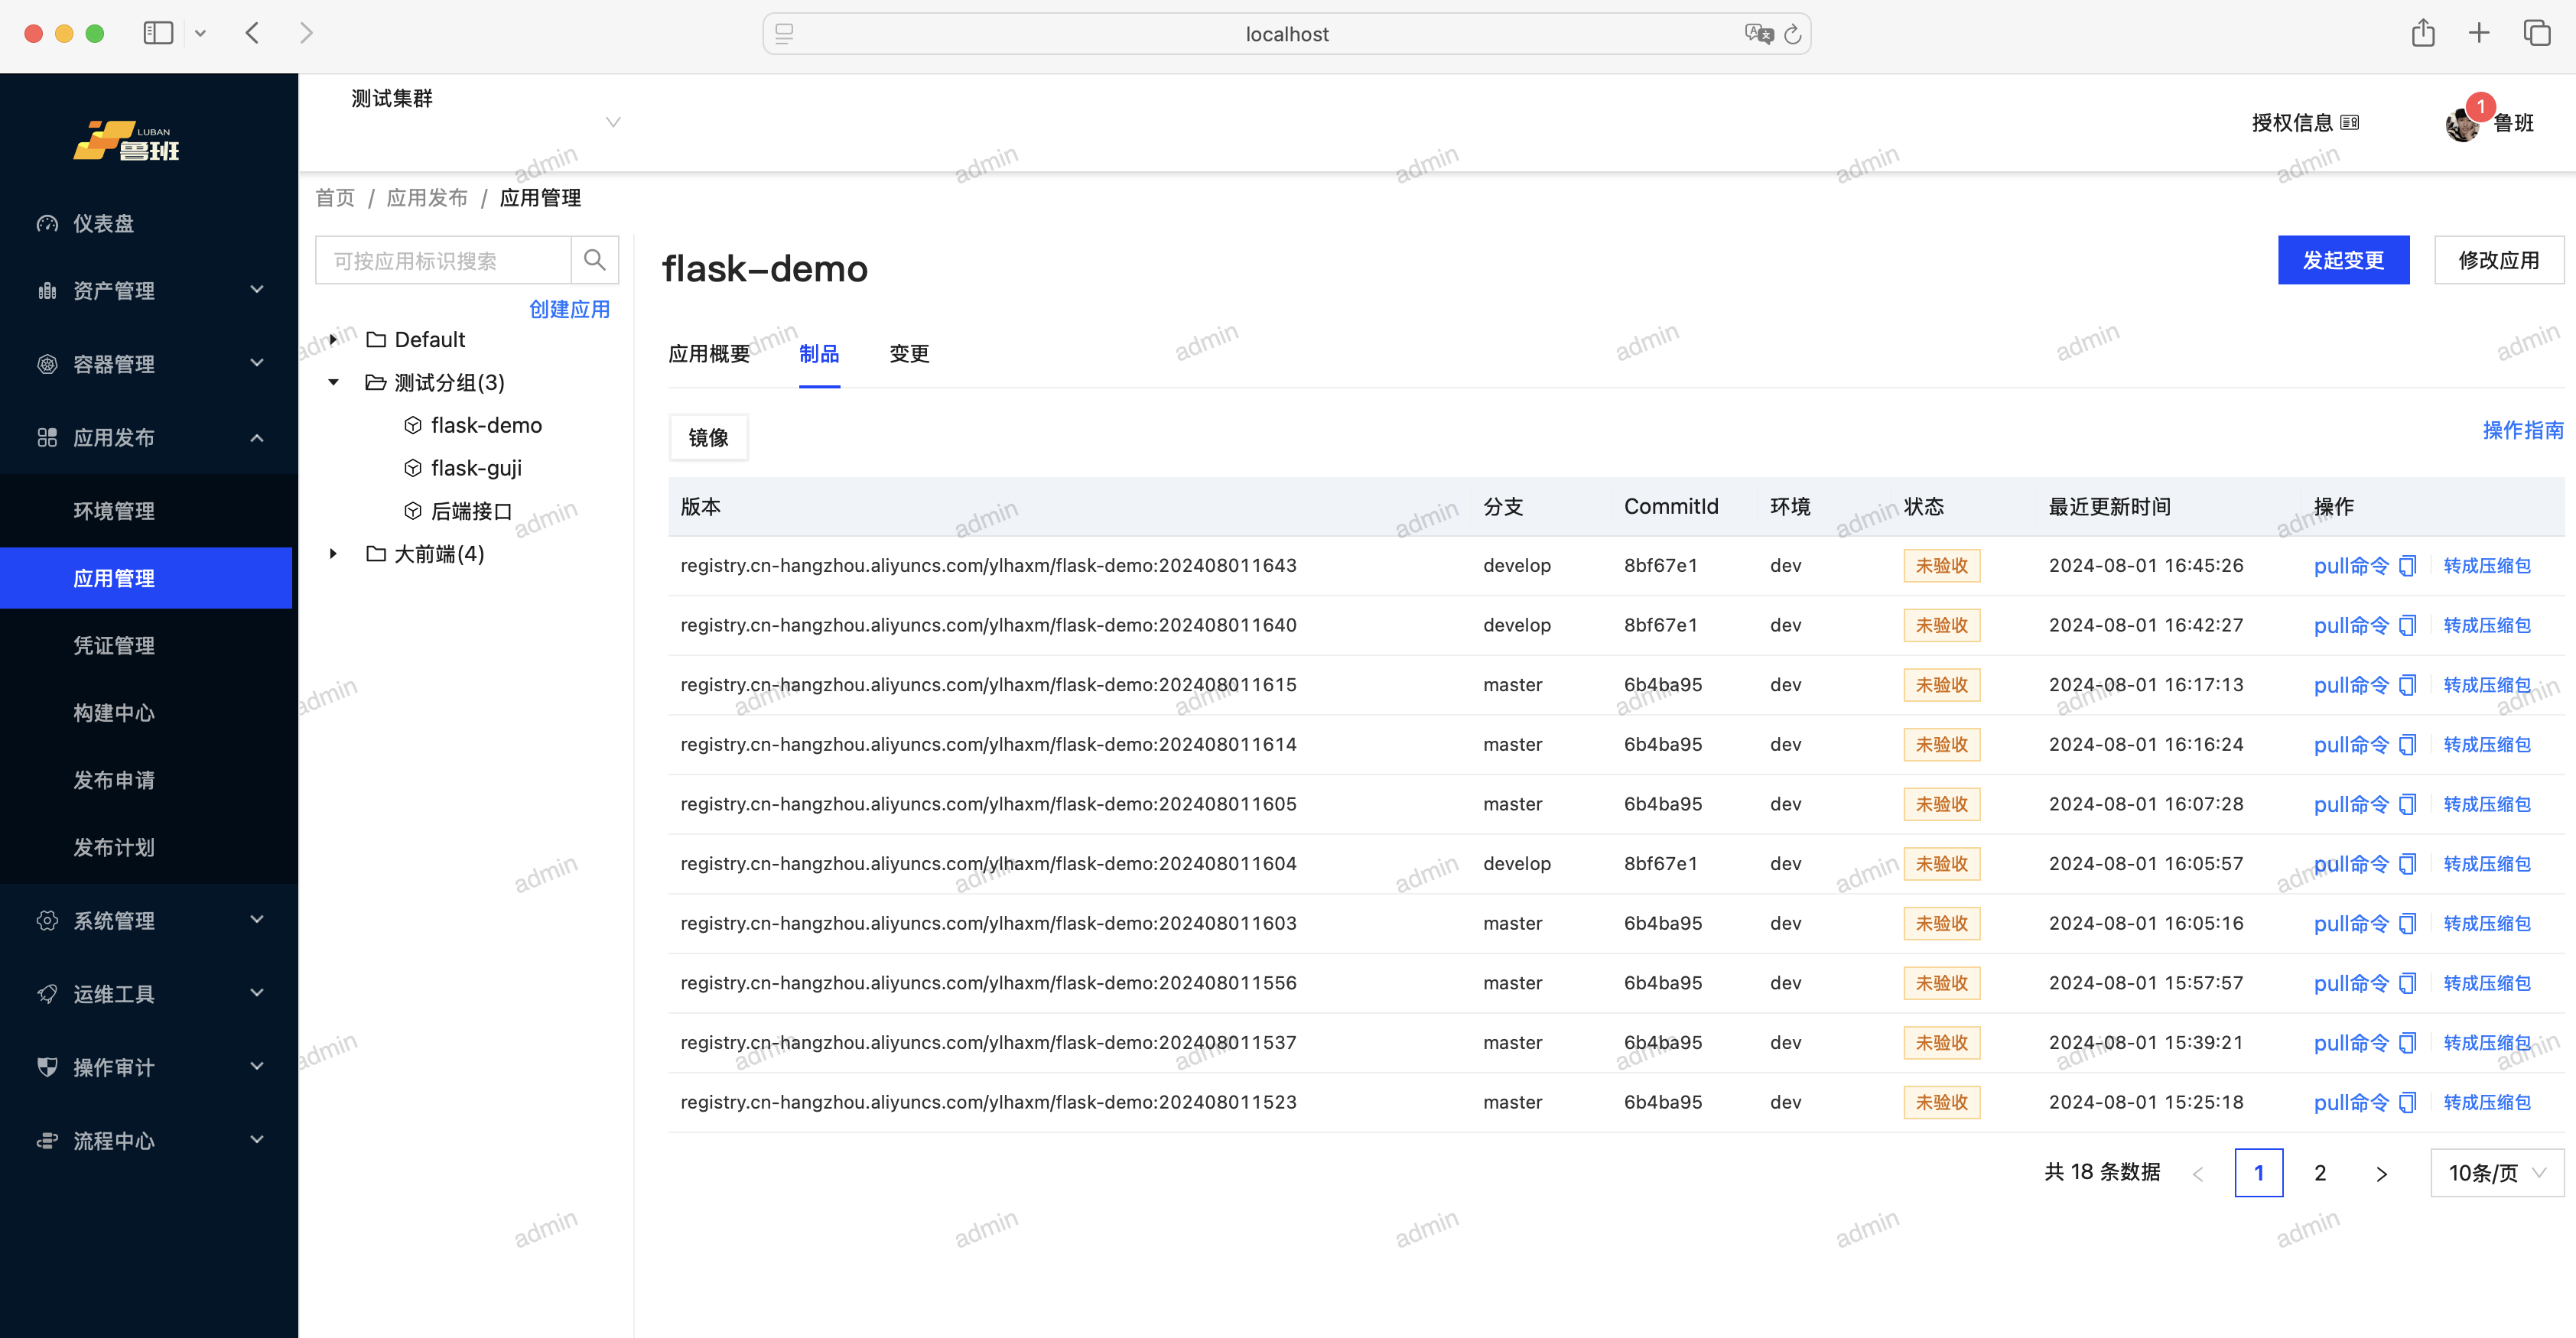 localhost
LUBAN
鲁班
仪表盘
资产管理
容器管理
应用发布
环境管理
应用管理
凭证管理
构建中心
发布申请
发布计划
系统管理
运维工具
操作审计
流程中心
测试集群
授权信息
1
鲁班
首页 / 应用发布 / 应用管理
可按应用标识搜索
创建应用
Default
测试分组(3)
flask-demo
flask-guji
后端接口
大前端(4)
flask-demo
发起变更 修改应用
应用概要 制品 变更
镜像
操作指南
版本 分支 CommitId 环境 状态 最近更新时间 操作
registry.cn-hangzhou.aliyuncs.com/ylhaxm/flask-demo:202408011643 develop 8bf67e1 dev 未验收 2024-08-01 16:45:26 pull命令 转成压缩包
registry.cn-hangzhou.aliyuncs.com/ylhaxm/flask-demo:202408011640 develop 8bf67e1 dev 未验收 2024-08-01 16:42:27 pull命令 转成压缩包
registry.cn-hangzhou.aliyuncs.com/ylhaxm/flask-demo:202408011615 master 6b4ba95 dev 未验收 2024-08-01 16:17:13 pull命令 转成压缩包
registry.cn-hangzhou.aliyuncs.com/ylhaxm/flask-demo:202408011614 master 6b4ba95 dev 未验收 2024-08-01 16:16:24 pull命令 转成压缩包
registry.cn-hangzhou.aliyuncs.com/ylhaxm/flask-demo:202408011605 master 6b4ba95 dev 未验收 2024-08-01 16:07:28 pull命令 转成压缩包
registry.cn-hangzhou.aliyuncs.com/ylhaxm/flask-demo:202408011604 develop 8bf67e1 dev 未验收 2024-08-01 16:05:57 pull命令 转成压缩包
registry.cn-hangzhou.aliyuncs.com/ylhaxm/flask-demo:202408011603 master 6b4ba95 dev 未验收 2024-08-01 16:05:16 pull命令 转成压缩包
registry.cn-hangzhou.aliyuncs.com/ylhaxm/flask-demo:202408011556 master 6b4ba95 dev 未验收 2024-08-01 15:57:57 pull命令 转成压缩包
registry.cn-hangzhou.aliyuncs.com/ylhaxm/flask-demo:202408011537 master 6b4ba95 dev 未验收 2024-08-01 15:39:21 pull命令 转成压缩包
registry.cn-hangzhou.aliyuncs.com/ylhaxm/flask-demo:202408011523 master 6b4ba95 dev 未验收 2024-08-01 15:25:18 pull命令 转成压缩包
共 18 条数据 < 1 2 > 10条/页
admin